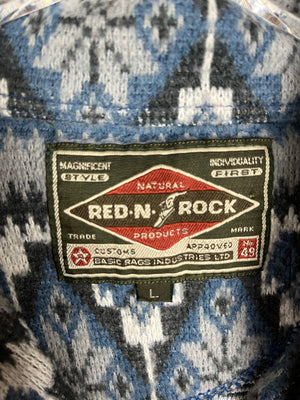 MAGNIFICENT INDIVIDUALITY
STYLE FIRST
NATURAL
RED-N-ROCK
PRODUCTS
TRADE MARK
CUSTOMS APPROVED
BASIC RAGS INDUSTRIES LTD
No. 49
L